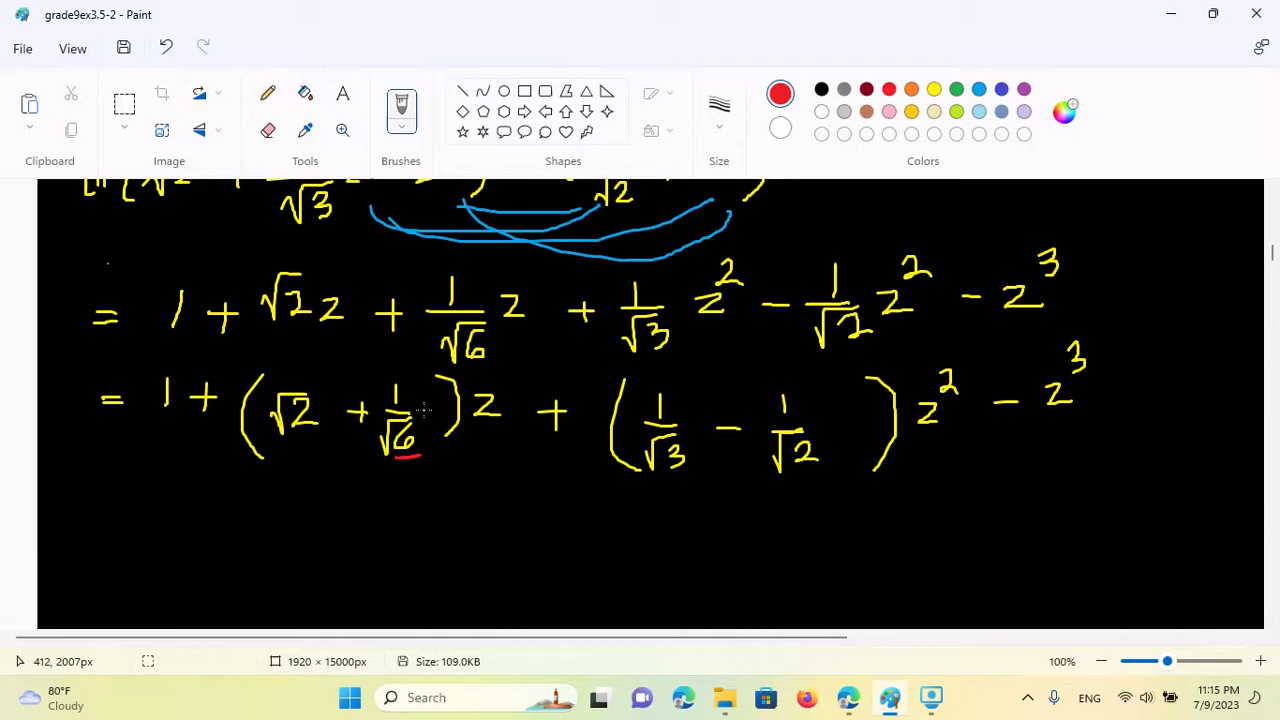 grade9ex3.5-2 - Paint
File View
Clipboard Image Tools Brushes Shapes Size Colors
√3 √2
= 1 + √2 z + 1/√6 z + 1/√3 z² - 1/√2 z² - z³
= 1 + (√2 + 1/√6) z + (1/√3 - 1/√2) z² - z³
412, 2007px 1920 × 15000px Size: 109.0KB 100%
80°F
Cloudy
Search
ENG
11:15 PM
7/9/2023